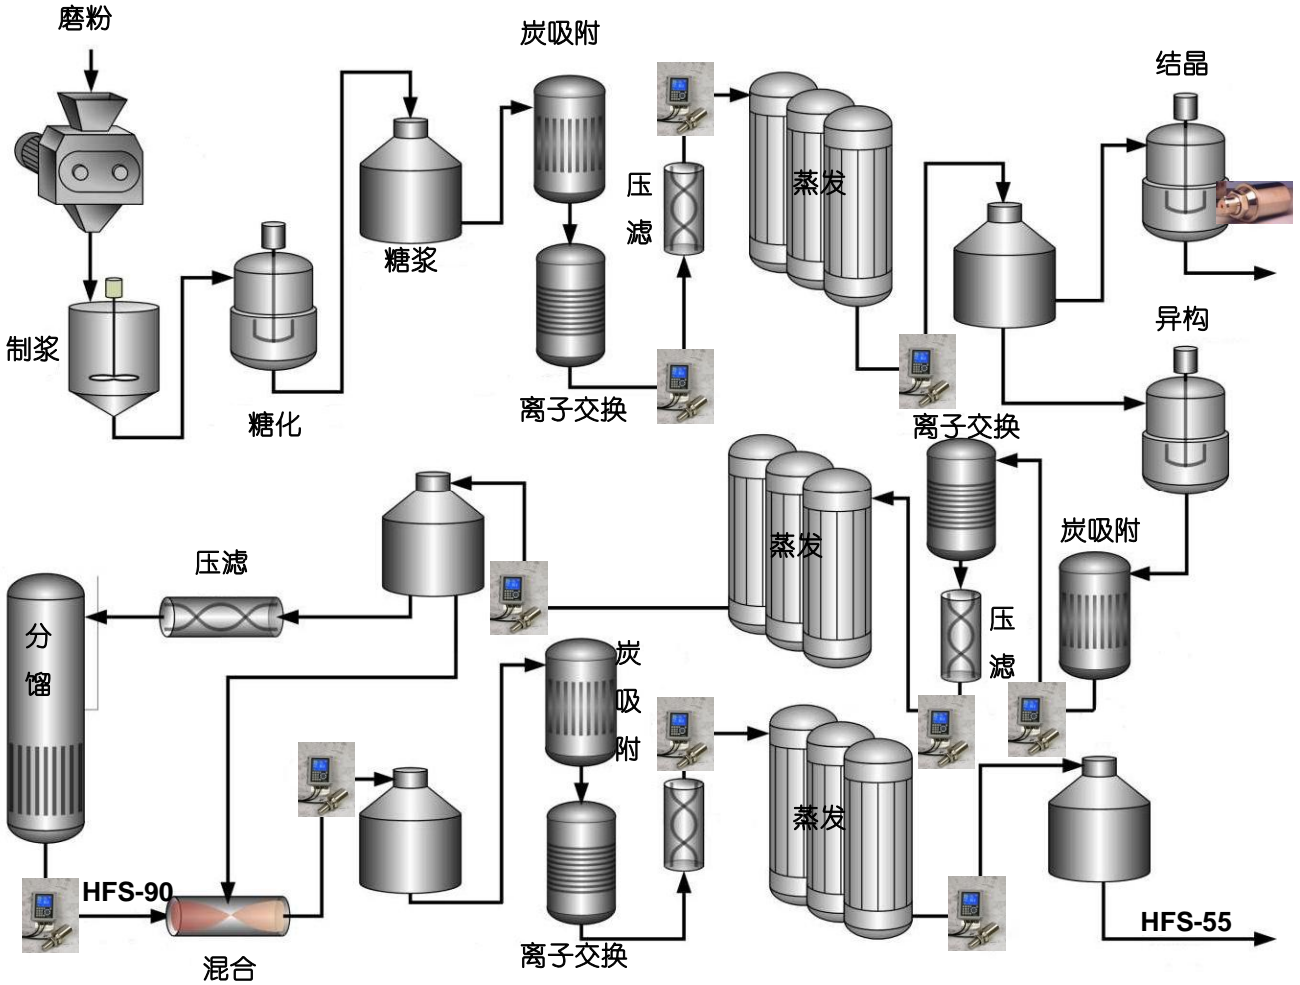 磨粉
炭吸附
结晶
压
滤
蒸发
糖浆
异构
制浆
离子交换
糖化
离子交换
炭吸附
蒸发
压滤
压
滤
分
馏
炭
吸
附
蒸发
HFS-90
HFS-55
离子交换
混合